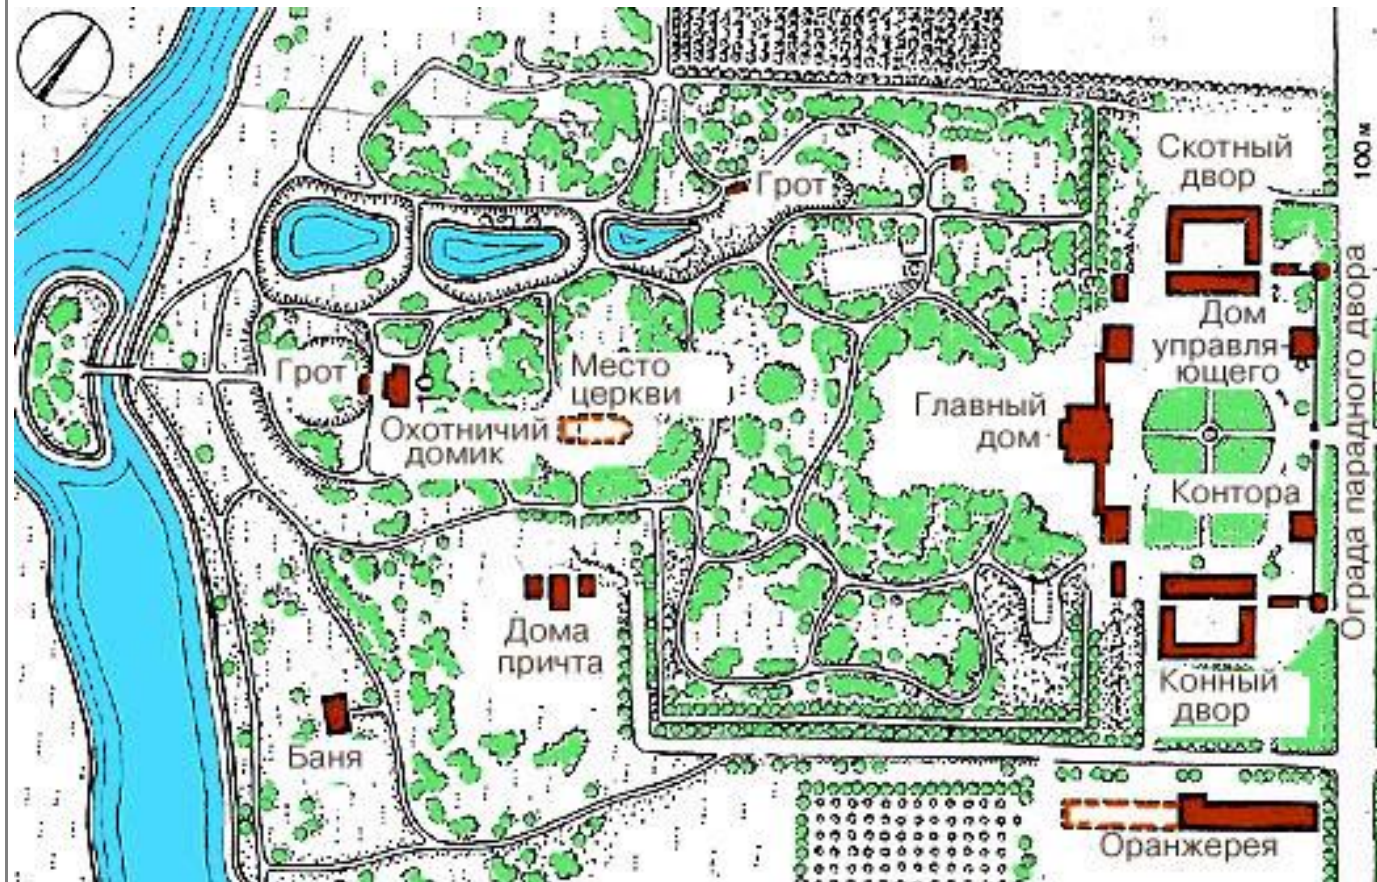 Скотный
двор
100 м
Грот
Дом
управля-
ющего
Ограда парадного двора
Грот
Место
церкви
Главный
дом
Охотничий
домик
Контора
Дома
причта
Конный
двор
Баня
Оранжерея